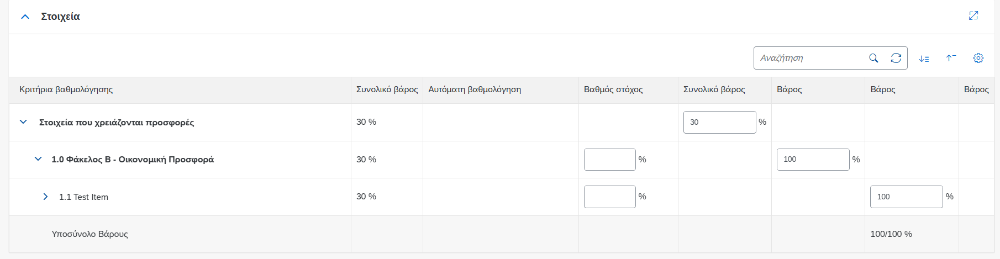 Στοιχεία
Αναζήτηση
Κριτήρια βαθμολόγησης Συνολικό βάρος Αυτόματη βαθμολόγηση Βαθμός στόχος Συνολικό βάρος Βάρος Βάρος Βάρος
Στοιχεία που χρειάζονται προσφορές 30 % 30 %
1.0 Φάκελος Β - Οικονομική Προσφορά 30 % % 100 %
1.1 Test Item 30 % % 100 %
Υποσύνολο Βάρους 100/100 %